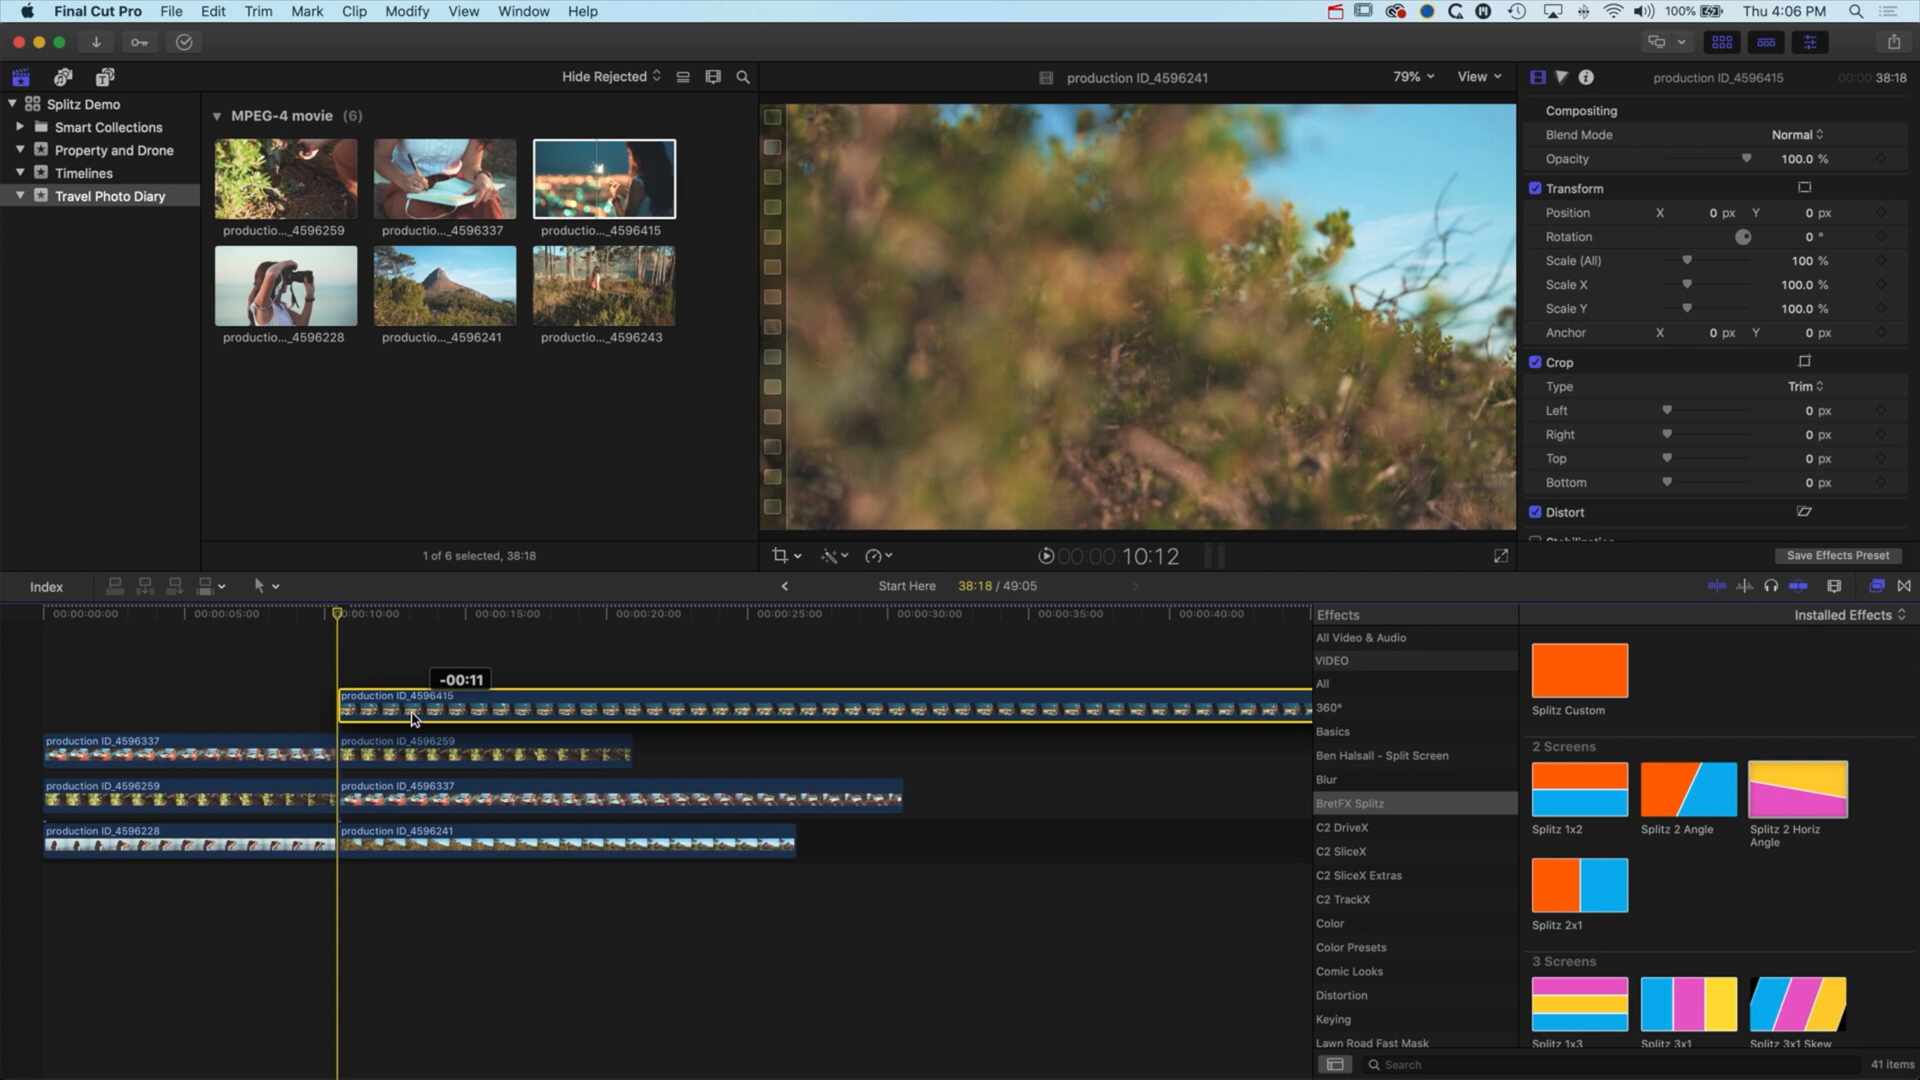 Final Cut Pro File Edit Trim Mark Clip Modify View Window Help 100% Thu 4:06 PM
Hide Rejected
production ID_4596241
79% View
production ID_4596415 00:00:38:18
Splitz Demo
Smart Collections
Property and Drone
Timelines
Travel Photo Diary
MPEG-4 movie (6)
productio..._4596259
productio..._4596337
productio..._4596415
productio..._4596228
productio..._4596241
productio..._4596243
1 of 6 selected, 38:18
00:00:10:12
Compositing
Blend Mode Normal
Opacity 100.0 %
Transform
Position X 0 px Y 0 px
Rotation 0 °
Scale (All) 100 %
Scale X 100.0 %
Scale Y 100.0 %
Anchor X 0 px Y 0 px
Crop
Type Trim
Left 0 px
Right 0 px
Top 0 px
Bottom 0 px
Distort
Stabilization
Save Effects Preset
Index
Start Here 38:18 / 49:05
00:00:00:00 00:00:05:00 00:00:10:00 00:00:15:00 00:00:20:00 00:00:25:00 00:00:30:00 00:00:35:00 00:00:40:00
-00:11
production ID_4596415
production ID_4596337 production ID_4596259
production ID_4596259 production ID_4596337
production ID_4596228 production ID_4596241
Effects
Installed Effects
All Video & Audio
VIDEO
All
360°
Basics
Ben Halsall - Split Screen
Blur
BretFX Splitz
C2 DriveX
C2 SliceX
C2 SliceX Extras
C2 TrackX
Color
Color Presets
Comic Looks
Distortion
Keying
Lawn Road Fast Mask
Splitz Custom
2 Screens
Splitz 1x2
Splitz 2 Angle
Splitz 2 Horiz
Angle
Splitz 2x1
3 Screens
Splitz 1x3
Splitz 3x1
Splitz 3x1 Skew
Search
41 items